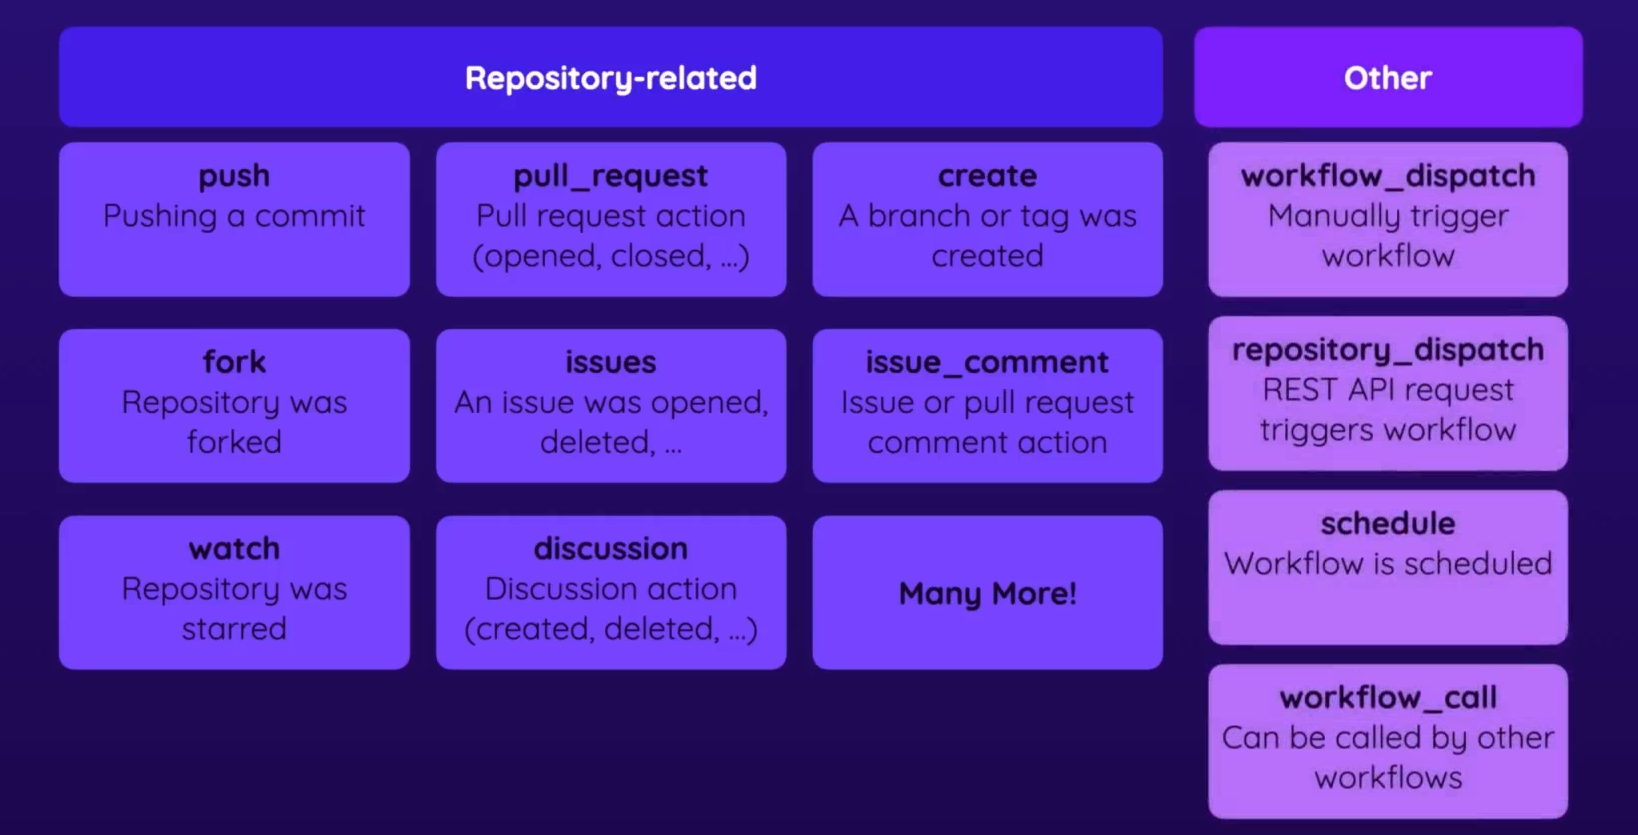 Repository-related
push
Pushing a commit
pull_request
Pull request action
(opened, closed, ...)
create
A branch or tag was
created
fork
Repository was
forked
issues
An issue was opened,
deleted, ...
issue_comment
Issue or pull request
comment action
watch
Repository was
starred
discussion
Discussion action
(created, deleted, ...)
Many More!
Other
workflow_dispatch
Manually trigger
workflow
repository_dispatch
REST API request
triggers workflow
schedule
Workflow is scheduled
workflow_call
Can be called by other
workflows